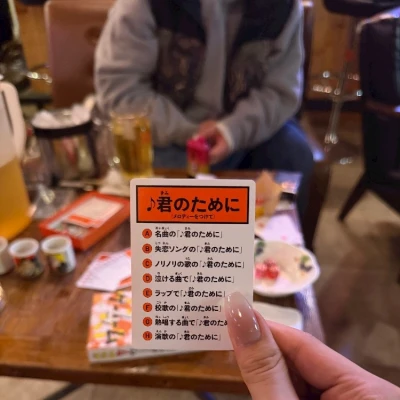 ♪君のために
(メロディーをつけて)
A 名曲の「♪君のために」
B 失恋ソングの「♪君のために」
C ノリノリの歌の「♪君のために」
D 泣ける曲で「♪君のために」
E ラップで「♪君のために」
F 校歌の「♪君のために」
G 熱唱する曲で「♪君のため
H 演歌の「♪君のために」